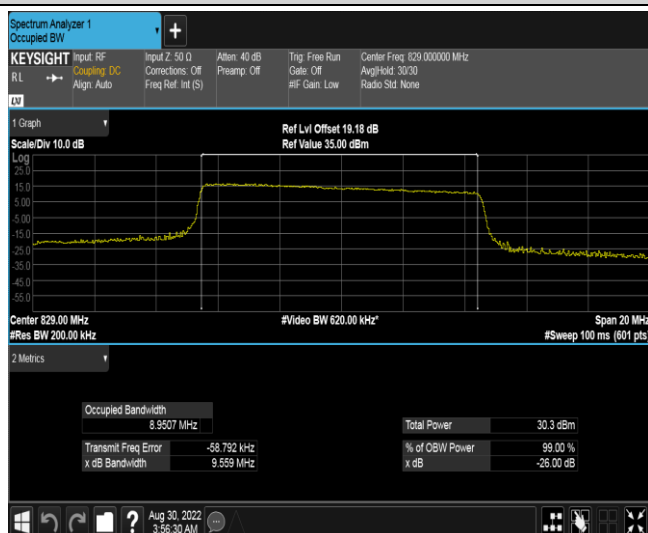 Spectrum Analyzer 1
Occupied BW
+
KEYSIGHT
R L
LXI
Input: RF
Coupling: DC
Align: Auto
Input Z: 50 Ω
Corrections: Off
Freq Ref: Int (S)
Atten: 40 dB
Preamp: Off
Trig: Free Run
Gate: Off
#IF Gain: Low
Center Freq: 829.000000 MHz
Avg|Hold: 30/30
Radio Std: None
1 Graph
Scale/Div 10.0 dB
Ref Lvl Offset 19.18 dB
Ref Value 35.00 dBm
Log
25.0
15.0
5.00
-5.00
-15.0
-25.0
-35.0
-45.0
-55.0
Center 829.00 MHz
#Res BW 200.00 kHz
#Video BW 620.00 kHz*
Span 20 MHz
#Sweep 100 ms (601 pts)
2 Metrics
Occupied Bandwidth
8.9507 MHz
Transmit Freq Error -58.792 kHz
x dB Bandwidth 9.559 MHz
Total Power 30.3 dBm
% of OBW Power 99.00 %
x dB -26.00 dB
?
Aug 30, 2022
3:56:30 AM